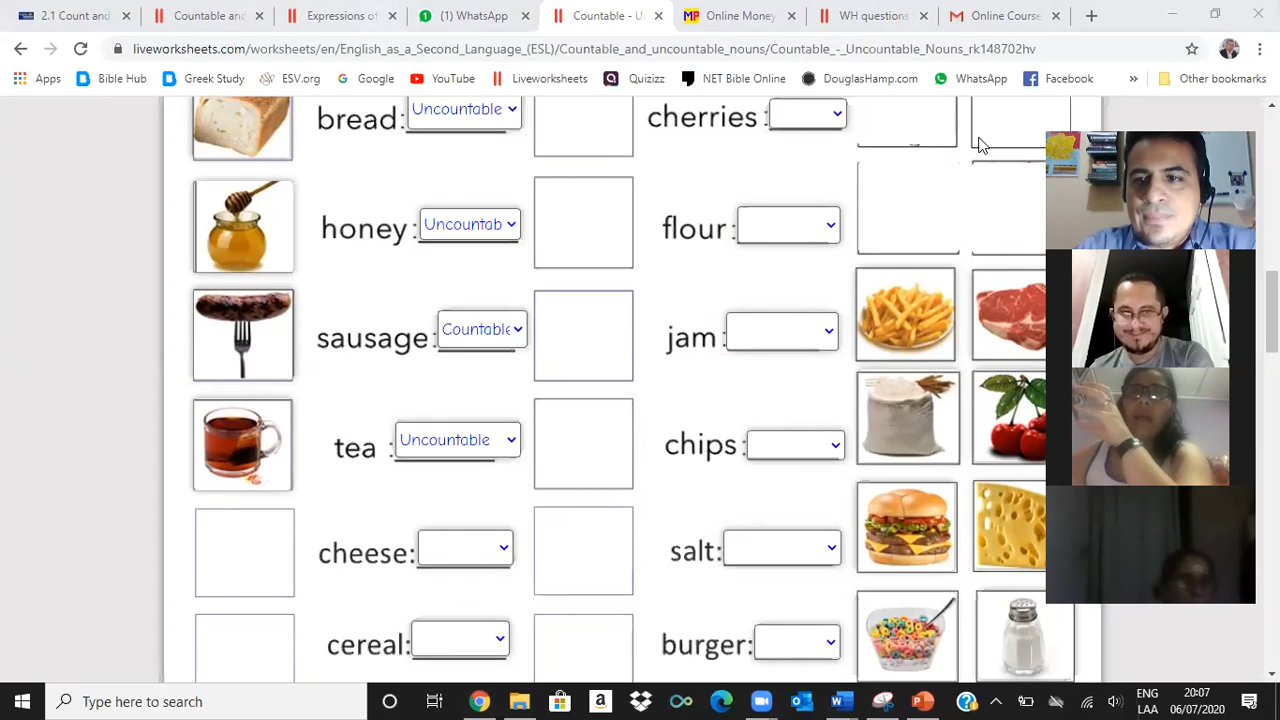 2.1 Count and
Countable and
Expressions of
(1) WhatsApp
Countable - U
Online Money
WH questions
Online Course
liveworksheets.com/worksheets/en/English_as_a_Second_Language_(ESL)/Countable_and_uncountable_nouns/Countable_-_Uncountable_Nouns_rk148702hv
Apps
Bible Hub
Greek Study
ESV.org
Google
YouTube
Liveworksheets
Quizizz
NET Bible Online
DouglasHamp.com
WhatsApp
Facebook
»
Other bookmarks
bread: Uncountable
cherries :
honey : Uncountab
flour :
sausage: Countable
jam :
tea : Uncountable
chips :
cheese:
salt:
cereal:
burger:
Type here to search
ENG
LAA
20:07
06/07/2020